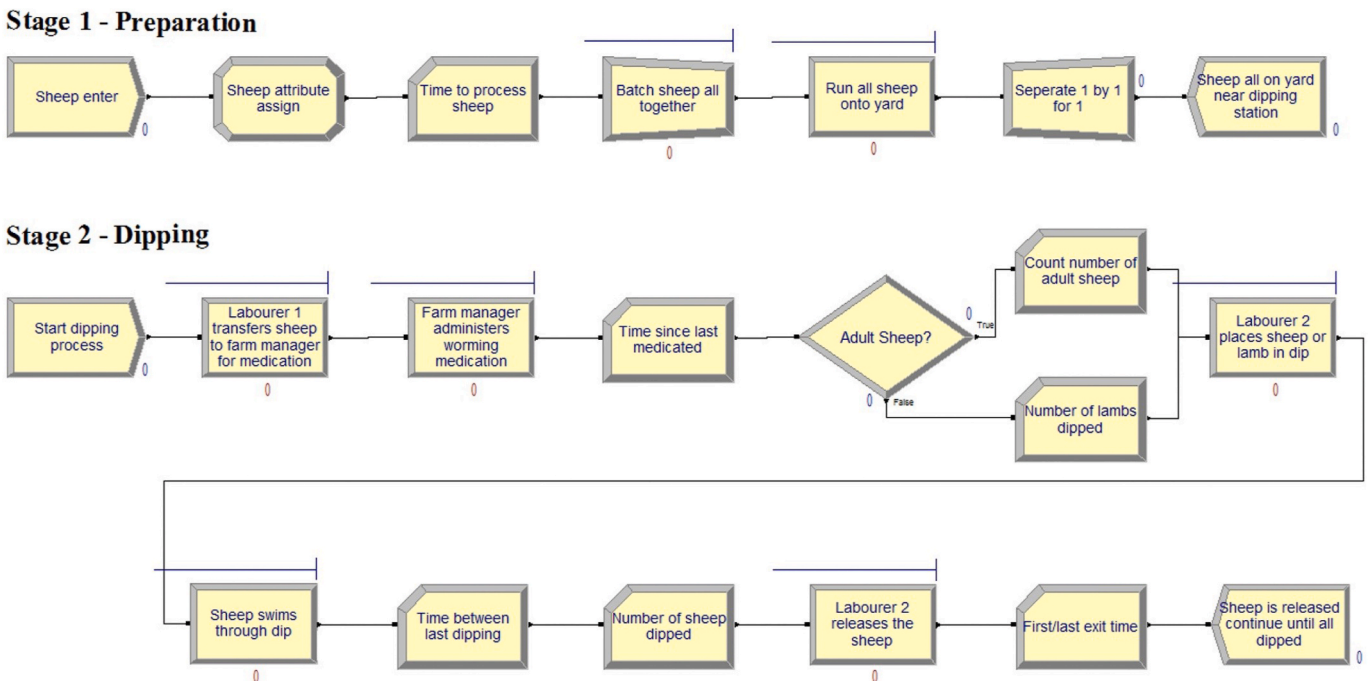 Stage 1 - Preparation
Sheep enter
0
Sheep attribute
assign
Time to process
sheep
Batch sheep all
together
0
Run all sheep
onto yard
0
Seperate 1 by 1
for 1
0
Sheep all on yard
near dipping
station
0
Stage 2 - Dipping
Start dipping
process
0
Labourer 1
transfers sheep
to farm manager
for medication
0
Farm manager
administers
worming
medication
0
Time since last
medicated
Adult Sheep?
0
True
0
False
Count number of
adult sheep
Number of lambs
dipped
Labourer 2
places sheep or
lamb in dip
0
Sheep swims
through dip
0
Time between
last dipping
Number of sheep
dipped
Labourer 2
releases the
sheep
0
First/last exit time
Sheep is released
continue until all
dipped
0